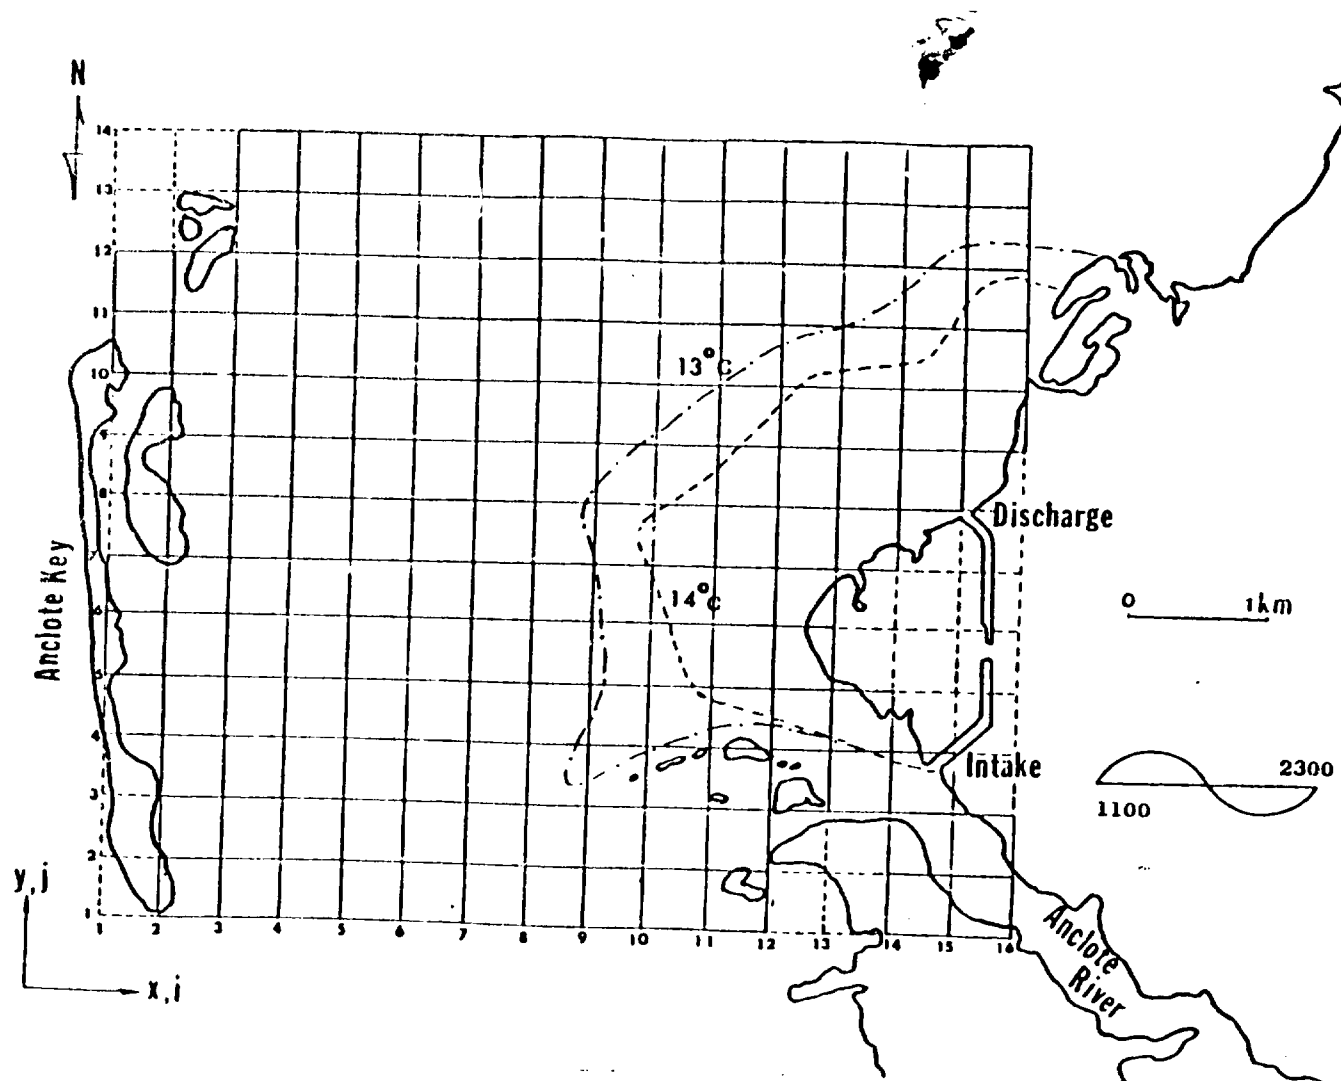 N
14
13
12
11
10
9
8
7
6
5
4
3
2
1
1 2 3 4 5 6 7 8 9 10 11 12 13 14 15 16
13°C
14°C
Anclote Key
Discharge
0 1km
Intake
1100 2300
y,j
x,i
Anclote
River